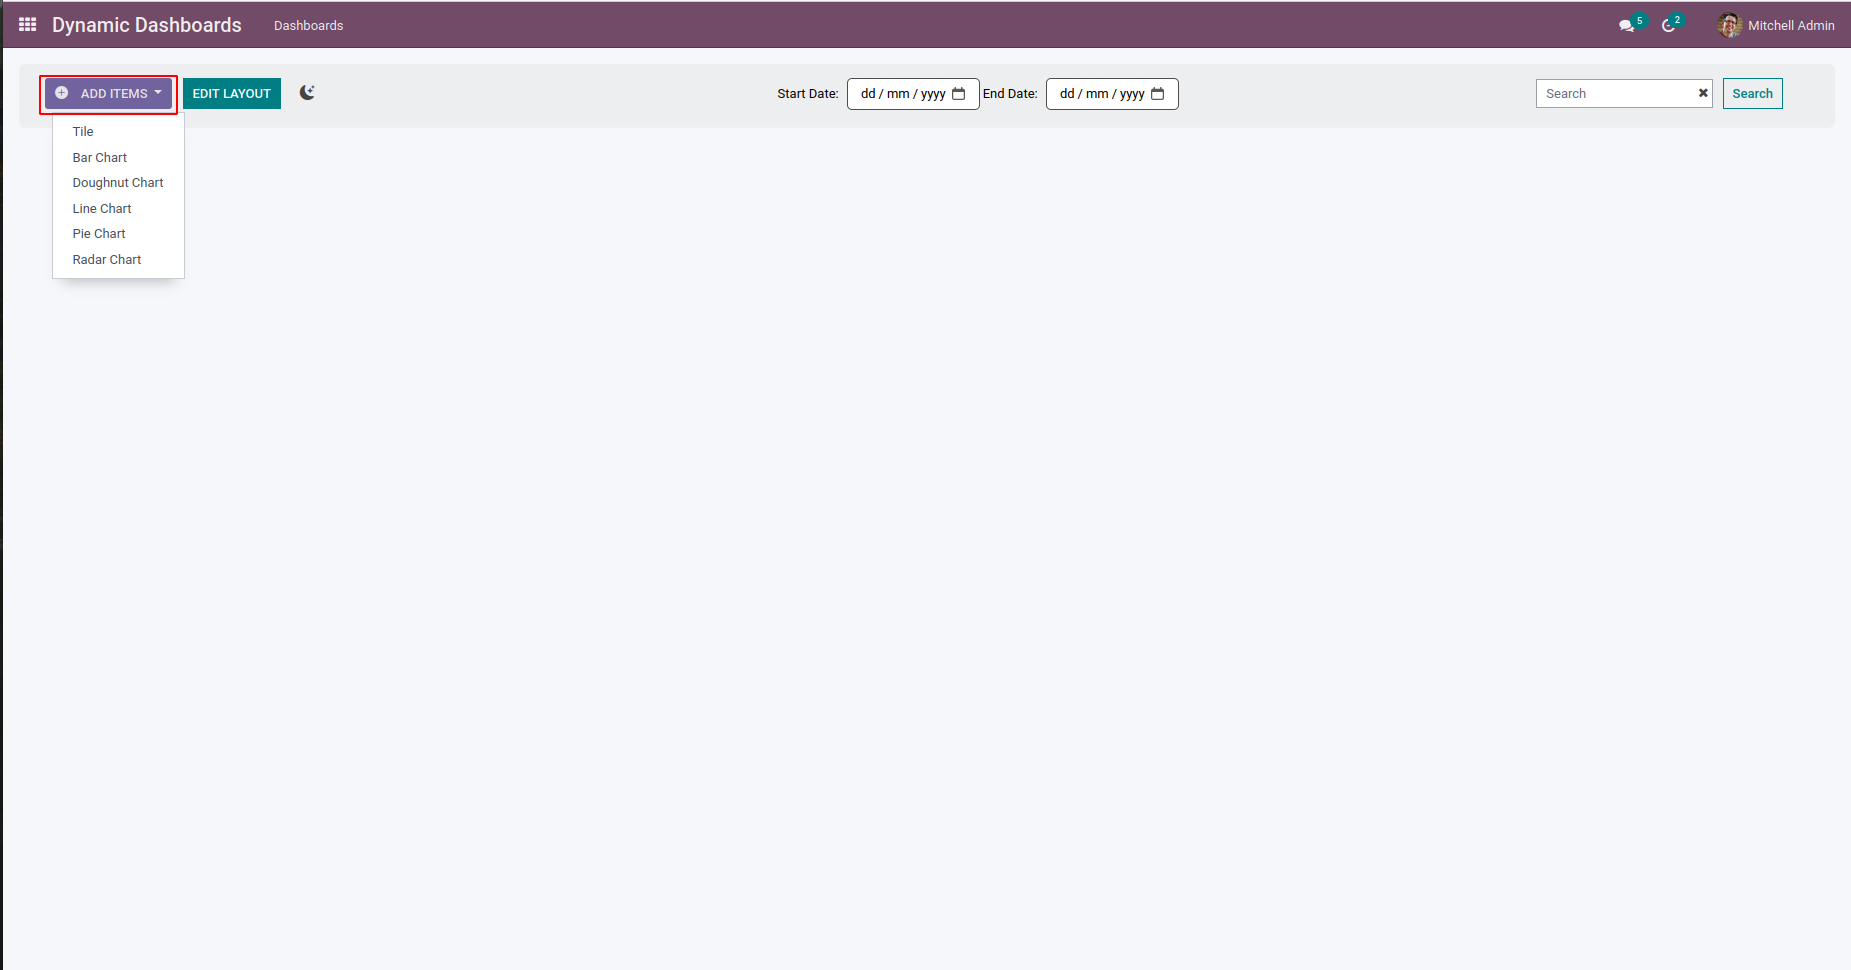 Dynamic Dashboards Dashboards 5 2 Mitchell Admin
ADD ITEMS EDIT LAYOUT Start Date: dd / mm / yyyy End Date: dd / mm / yyyy Search Search
Tile
Bar Chart
Doughnut Chart
Line Chart
Pie Chart
Radar Chart